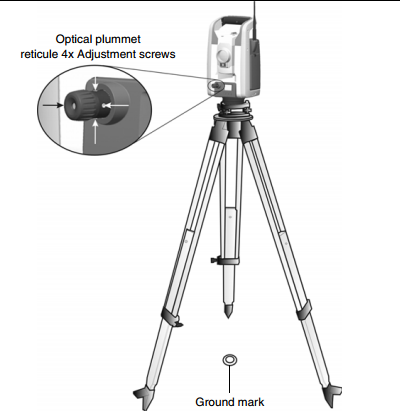 Optical plummet
reticule 4x Adjustment screws
Ground mark